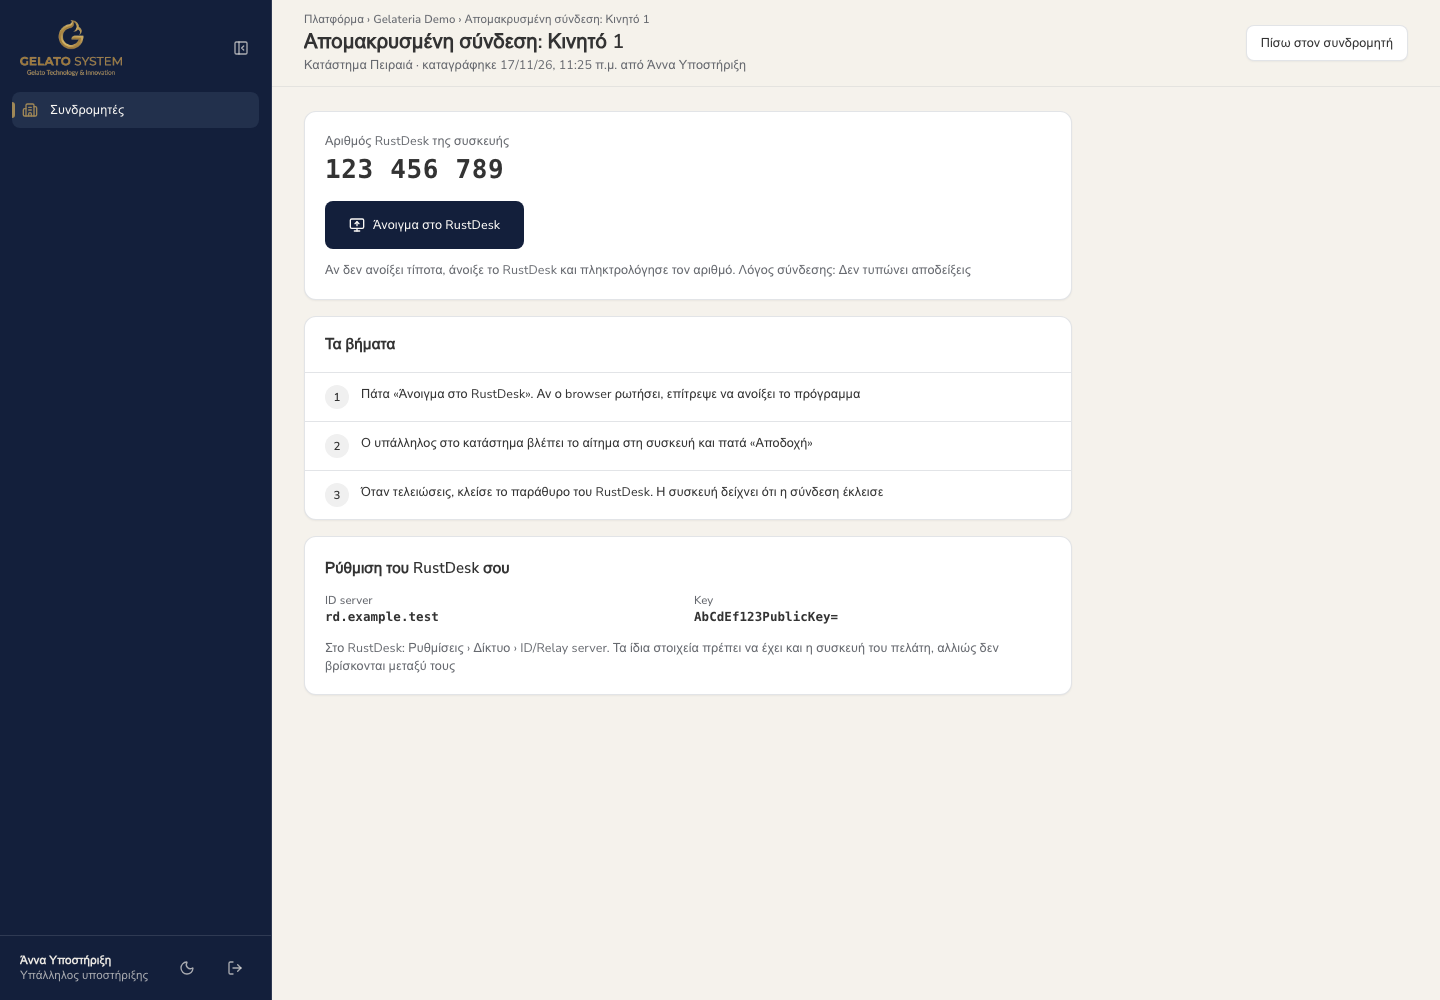 GELATO SYSTEM
Gelato Technology & Innovation
Συνδρομητές
Άννα Υποστήριξη
Υπάλληλος υποστήριξης
Πλατφόρμα › Gelateria Demo › Απομακρυσμένη σύνδεση: Κινητό 1
Απομακρυσμένη σύνδεση: Κινητό 1
Κατάστημα Πειραιά · καταγράφηκε 17/11/26, 11:25 π.μ. από Άννα Υποστήριξη
Πίσω στον συνδρομητή
Αριθμός RustDesk της συσκευής
123 456 789
Άνοιγμα στο RustDesk
Αν δεν ανοίξει τίποτα, άνοιξε το RustDesk και πληκτρολόγησε τον αριθμό. Λόγος σύνδεσης: Δεν τυπώνει αποδείξεις
Τα βήματα
1 Πάτα «Άνοιγμα στο RustDesk». Αν ο browser ρωτήσει, επίτρεψε να ανοίξει το πρόγραμμα
2 Ο υπάλληλος στο κατάστημα βλέπει το αίτημα στη συσκευή και πατά «Αποδοχή»
3 Όταν τελειώσεις, κλείσε το παράθυρο του RustDesk. Η συσκευή δείχνει ότι η σύνδεση έκλεισε
Ρύθμιση του RustDesk σου
ID server
rd.example.test
Key
AbCdEf123PublicKey=
Στο RustDesk: Ρυθμίσεις › Δίκτυο › ID/Relay server. Τα ίδια στοιχεία πρέπει να έχει και η συσκευή του πελάτη, αλλιώς δεν
βρίσκονται μεταξύ τους